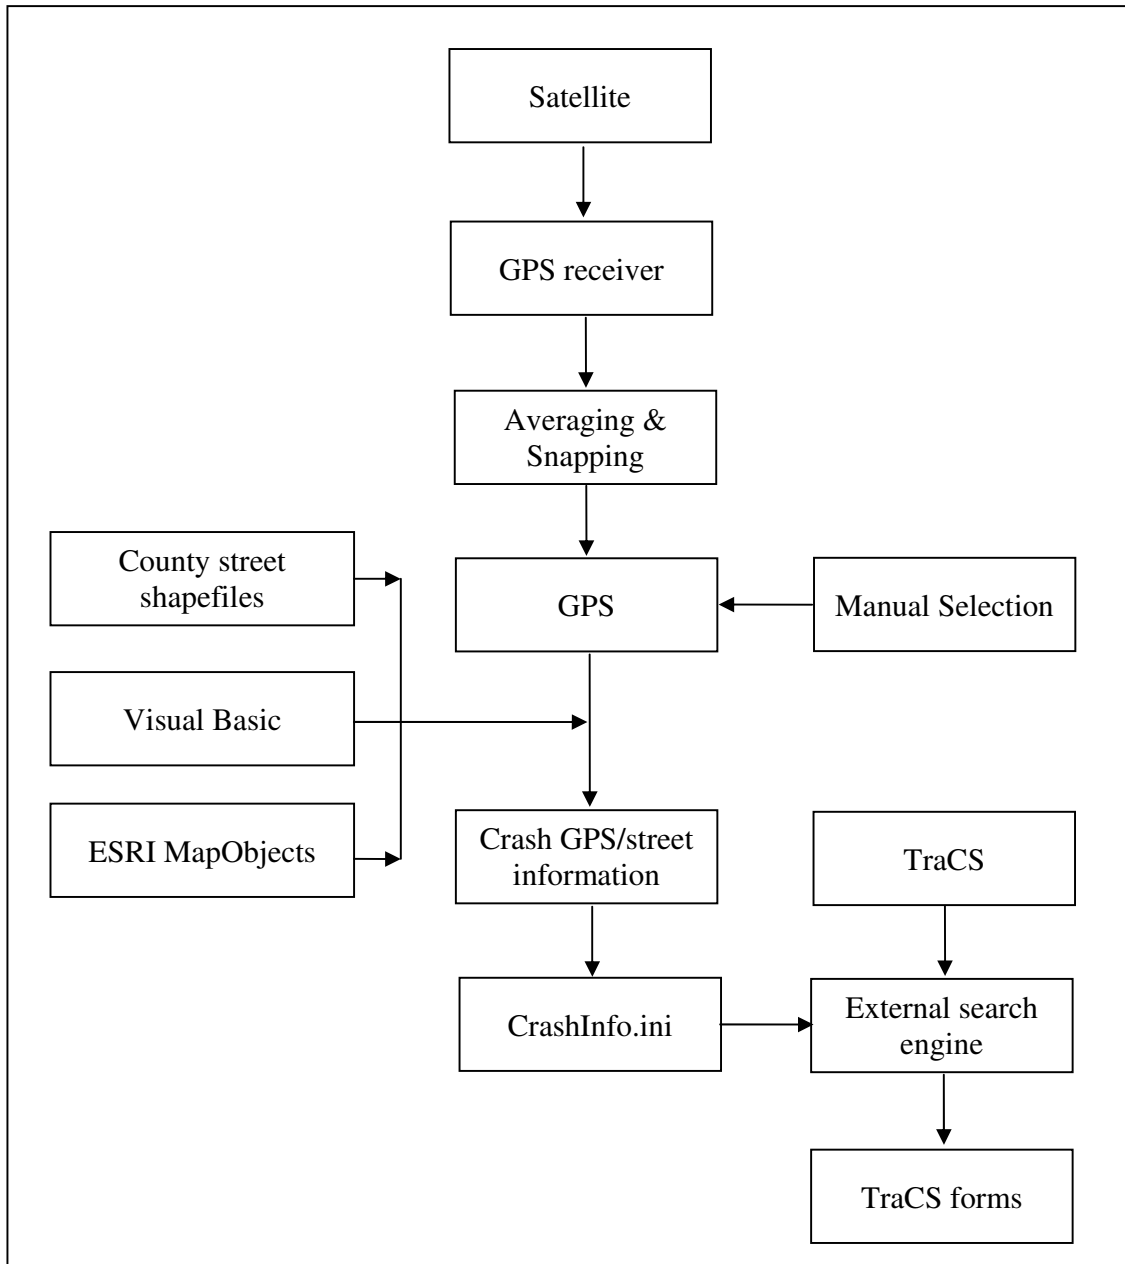 Satellite
GPS receiver
Averaging &
Snapping
County street
shapefiles
GPS
Manual Selection
Visual Basic
ESRI MapObjects
Crash GPS/street
information
TraCS
CrashInfo.ini
External search
engine
TraCS forms